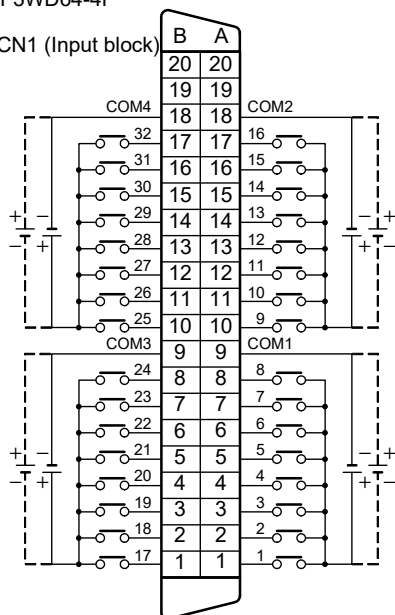 CN1 (Input block)
B A
20 20
19 19
COM4 18 18 COM2
32 17 17 16
31 16 16 15
30 15 15 14
+ − 29 14 14 13 − +
− + 28 13 13 12 + −
27 12 12 11
26 11 11 10
25 10 10 9
COM3 9 9 COM1
24 8 8 8
23 7 7 7
22 6 6 6
+ − 21 5 5 5 − +
− + 20 4 4 4 + −
19 3 3 3
18 2 2 2
17 1 1 1